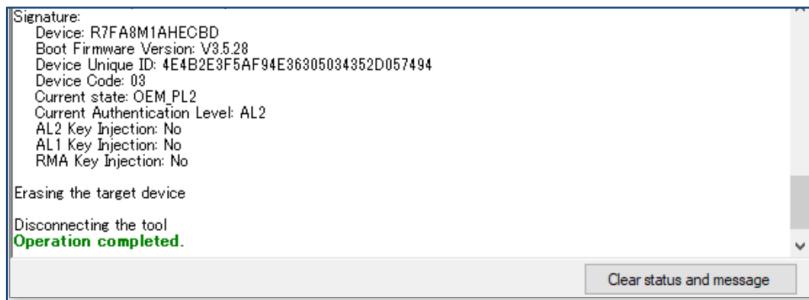 Signature:
Device: R7FA8M1AHECBD
Boot Firmware Version: V3.5.28
Device Unique ID: 4E4B2E3F5AF94E36305034352D057494
Device Code: 03
Current state: OEM_PL2
Current Authentication Level: AL2
AL2 Key Injection: No
AL1 Key Injection: No
RMA Key Injection: No
Erasing the target device
Disconnecting the tool
Operation completed.
Clear status and message